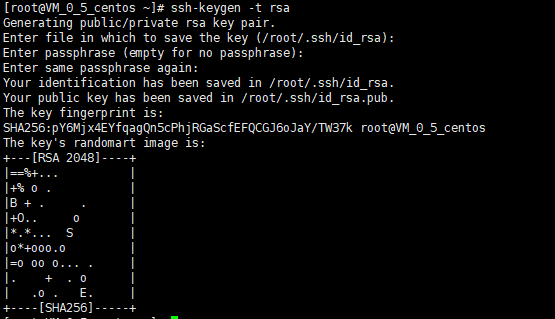 [root@VM_0_5_centos ~]# ssh-keygen -t rsa
Generating public/private rsa key pair.
Enter file in which to save the key (/root/.ssh/id_rsa):
Enter passphrase (empty for no passphrase):
Enter same passphrase again:
Your identification has been saved in /root/.ssh/id_rsa.
Your public key has been saved in /root/.ssh/id_rsa.pub.
The key fingerprint is:
SHA256:pY6Mjx4EYfqagQn5cPhjRGaScfEFQCGJ6oJaY/TW37k root@VM_0_5_centos
The key's randomart image is:
+---[RSA 2048]----+
|==%+...          |
|+% o .           |
|B + .     .      |
|+O..     o       |
|*.*...  S        |
|o*+ooo.o         |
|=o oo o... .     |
|.    +  . o      |
|   .o .   E.     |
+----[SHA256]-----+